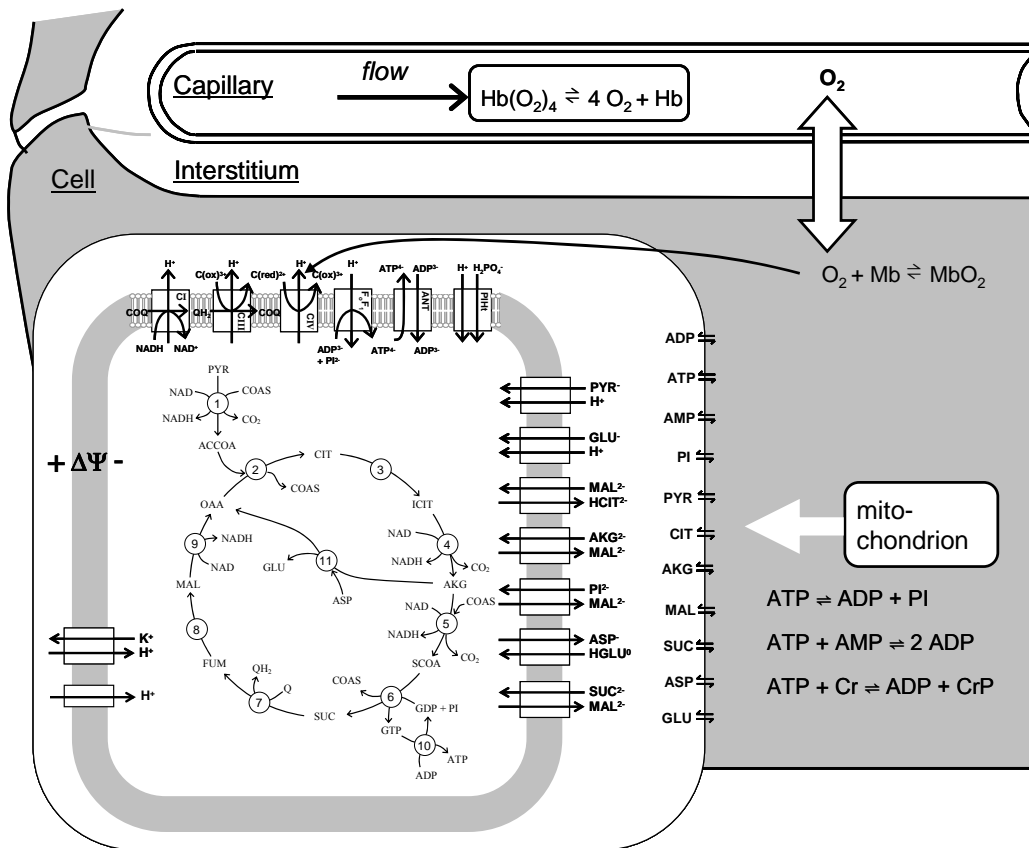 flow
Capillary
Hb(O₂)₄ ⇌ 4 O₂ + Hb
O₂
Interstitium
Cell
O₂ + Mb ⇌ MbO₂
H⁺
C(ox)³⁺
H⁺
C(red)²⁺
H⁺
C(ox)³⁺
H⁺
ATP⁴⁻
ADP³⁻
H⁺
H₂PO₄⁻
COQ
CI
QH₂
CIII
COQ
CIV
F₀F₁
ANT
PIHt
NADH
NAD⁺
ADP³⁻
+ PI²⁻
ATP⁴⁻
ADP³⁻
PYR
NAD
COAS
1
NADH
CO₂
ACCOA
2
CIT
3
COAS
OAA
ICIT
9
NADH
NAD
NAD
4
NADH
CO₂
11
GLU
ASP
MAL
AKG
NAD
COAS
5
NADH
CO₂
8
SCOA
FUM
QH₂
Q
7
COAS
6
SUC
GDP + PI
GTP
10
ATP
ADP
+ ΔΨ -
K⁺
H⁺
H⁺
PYR⁻
H⁺
GLU⁻
H⁺
MAL²⁻
HCIT²⁻
AKG²⁻
MAL²⁻
PI²⁻
MAL²⁻
ASP⁻
HGLU⁰
SUC²⁻
MAL²⁻
ADP
ATP
AMP
PI
PYR
CIT
AKG
MAL
SUC
ASP
GLU
mito-
chondrion
ATP ⇌ ADP + PI
ATP + AMP ⇌ 2 ADP
ATP + Cr ⇌ ADP + CrP